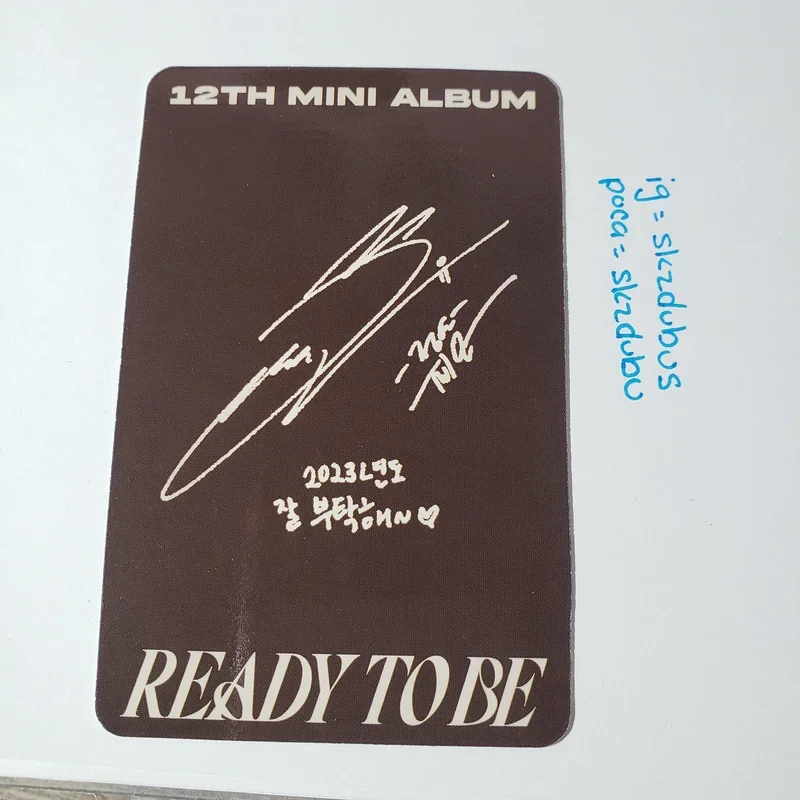 12TH MINI ALBUM
2023년도
잘 부탁해~ ♡
READY TO BE
ig = skzdubus
poca = skzdubu